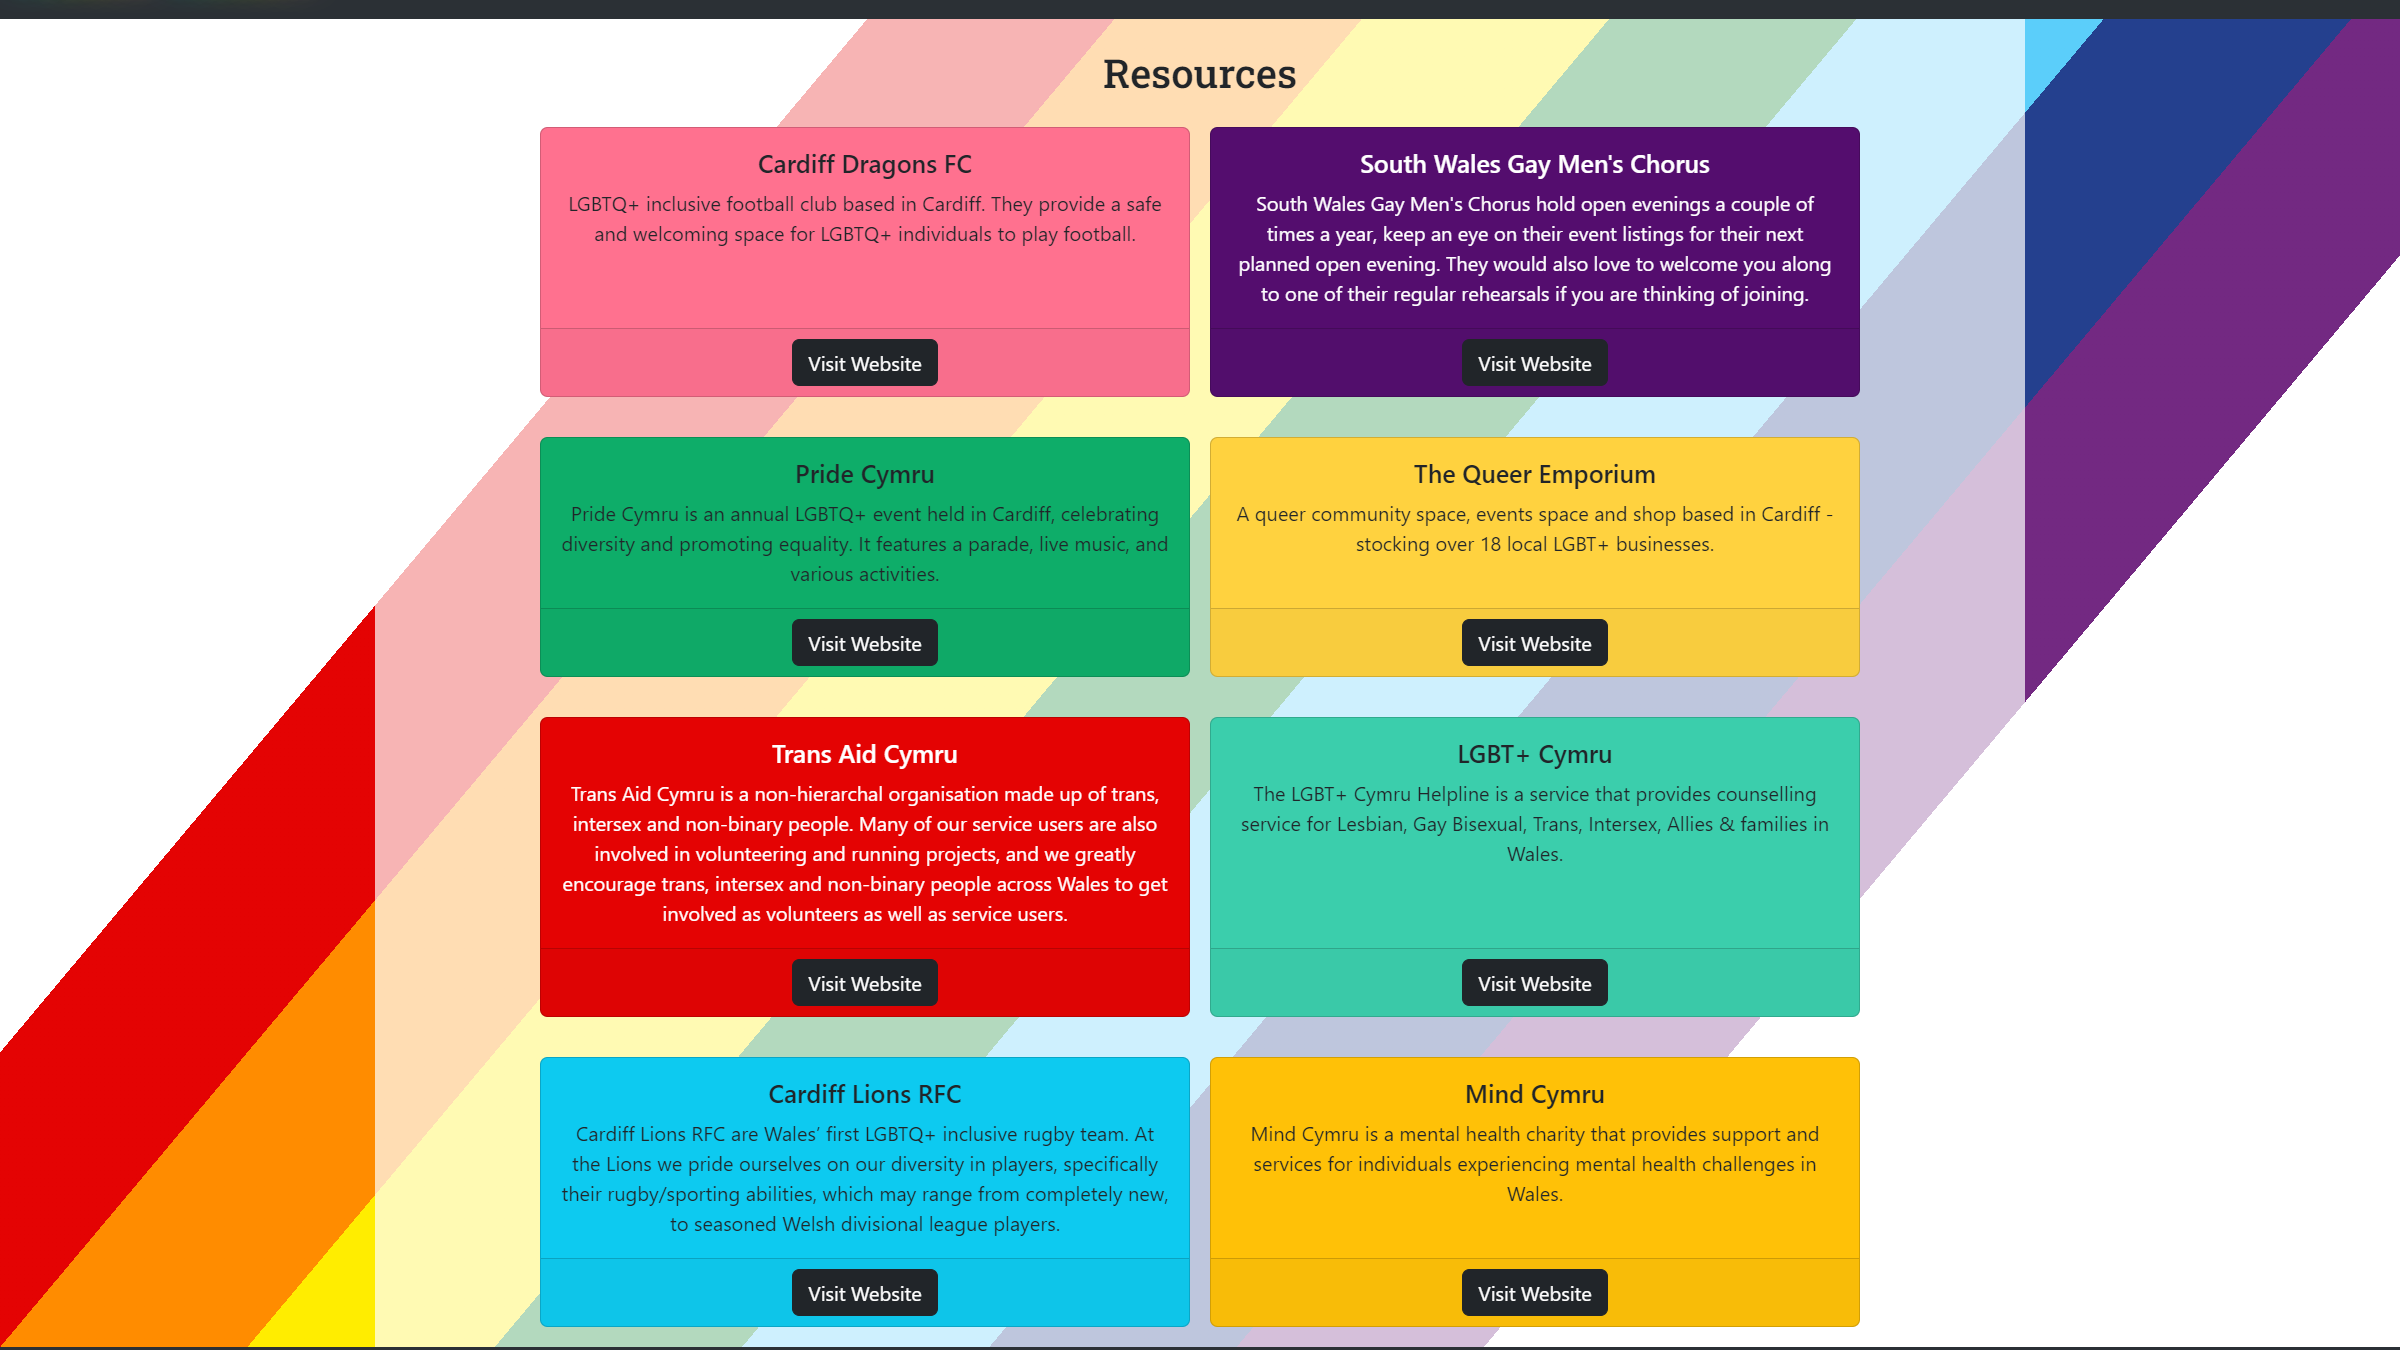 Resources
Cardiff Dragons FC
LGBTQ+ inclusive football club based in Cardiff. They provide a safe
and welcoming space for LGBTQ+ individuals to play football.
Visit Website
South Wales Gay Men's Chorus
South Wales Gay Men's Chorus hold open evenings a couple of
times a year, keep an eye on their event listings for their next
planned open evening. They would also love to welcome you along
to one of their regular rehearsals if you are thinking of joining.
Visit Website
Pride Cymru
Pride Cymru is an annual LGBTQ+ event held in Cardiff, celebrating
diversity and promoting equality. It features a parade, live music, and
various activities.
Visit Website
The Queer Emporium
A queer community space, events space and shop based in Cardiff -
stocking over 18 local LGBT+ businesses.
Visit Website
Trans Aid Cymru
Trans Aid Cymru is a non-hierarchal organisation made up of trans,
intersex and non-binary people. Many of our service users are also
involved in volunteering and running projects, and we greatly
encourage trans, intersex and non-binary people across Wales to get
involved as volunteers as well as service users.
Visit Website
LGBT+ Cymru
The LGBT+ Cymru Helpline is a service that provides counselling
service for Lesbian, Gay Bisexual, Trans, Intersex, Allies & families in
Wales.
Visit Website
Cardiff Lions RFC
Cardiff Lions RFC are Wales’ first LGBTQ+ inclusive rugby team. At
the Lions we pride ourselves on our diversity in players, specifically
their rugby/sporting abilities, which may range from completely new,
to seasoned Welsh divisional league players.
Visit Website
Mind Cymru
Mind Cymru is a mental health charity that provides support and
services for individuals experiencing mental health challenges in
Wales.
Visit Website